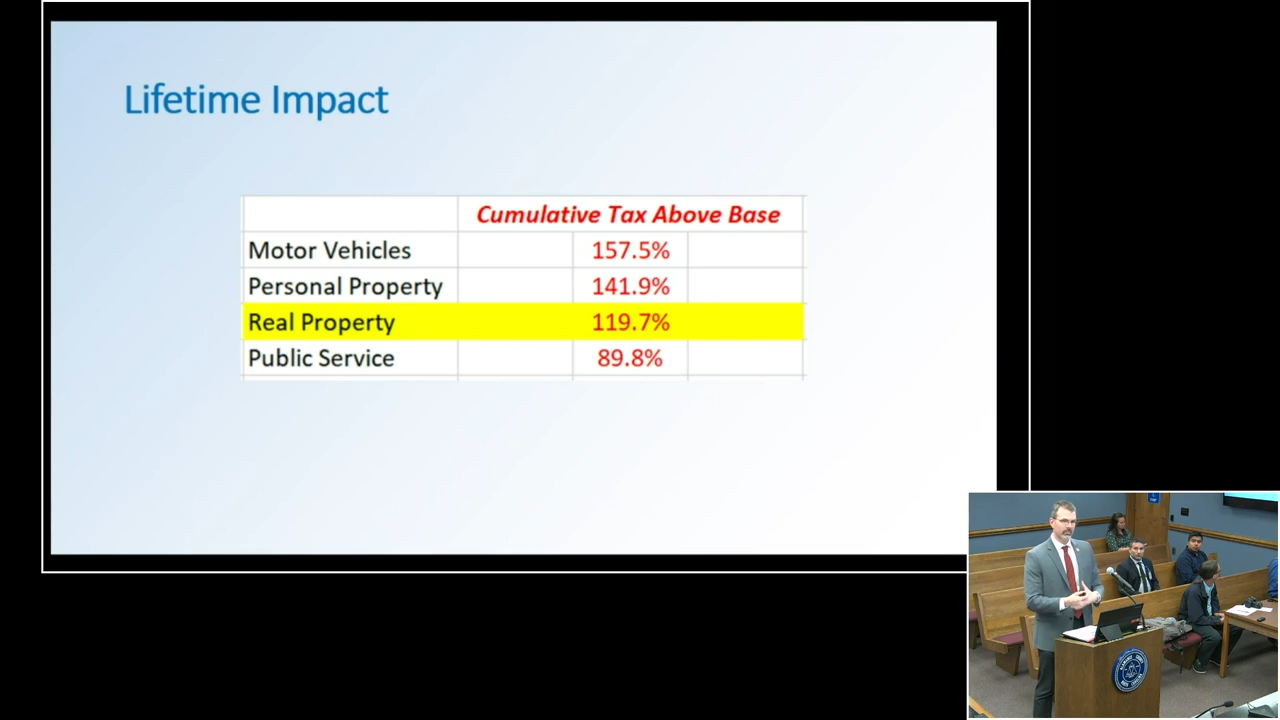 Lifetime Impact
Cumulative Tax Above Base
Motor Vehicles 157.5%
Personal Property 141.9%
Real Property 119.7%
Public Service 89.8%